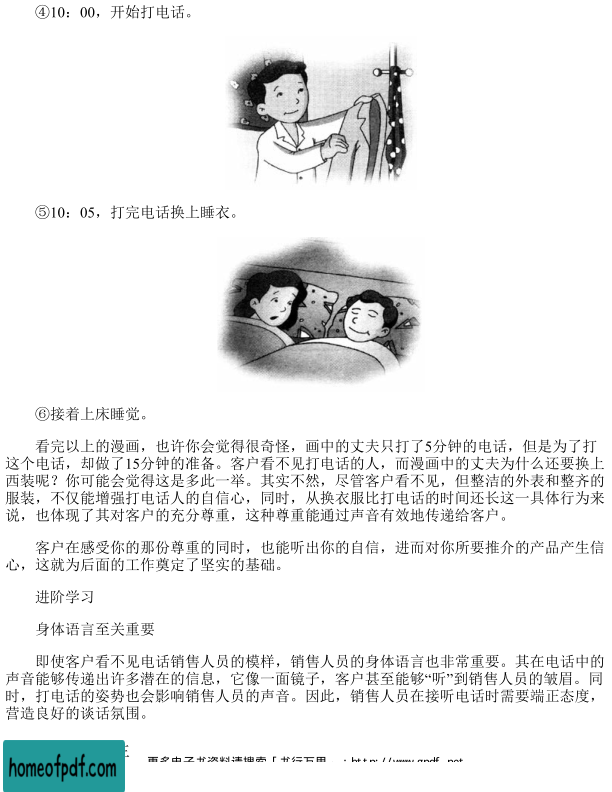 ④10：00，开始打电话。
⑤10：05，打完电话换上睡衣。
⑥接着上床睡觉。
看完以上的漫画，也许你会觉得很奇怪，画中的丈夫只打了5分钟的电话，但是为了打
这个电话，却做了15分钟的准备。客户看不见打电话的人，而漫画中的丈夫为什么还要换上
西装呢？你可能会觉得这是多此一举。其实不然，尽管客户看不见，但整洁的外表和整齐的
服装，不仅能增强打电话人的自信心，同时，从换衣服比打电话的时间还长这一具体行为来
说，也体现了其对客户的充分尊重，这种尊重能通过声音有效地传递给客户。
客户在感受你的那份尊重的同时，也能听出你的自信，进而对你所要推介的产品产生信
心，这就为后面的工作奠定了坚实的基础。
进阶学习
身体语言至关重要
即使客户看不见电话销售人员的模样，销售人员的身体语言也非常重要。其在电话中的
声音能够传递出许多潜在的信息，它像一面镜子，客户甚至能够“听”到销售人员的皱眉。同
时，打电话的姿势也会影响销售人员的声音。因此，销售人员在接听电话时需要端正态度，
营造良好的谈话氛围。
homeofpdf.com